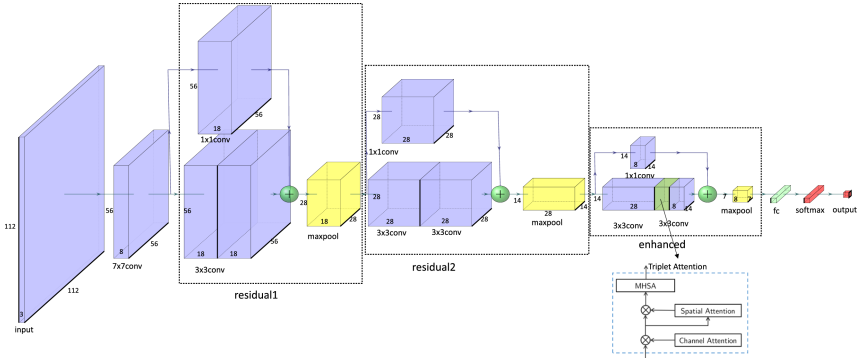 112
3
112
input
56
8
56
7x7conv
56
18
56
1x1conv
18
18
56
3x3conv
residual1
28
18
28
maxpool
28
28
28
1x1conv
28
28
28
3x3conv
3x3conv
residual2
14
28
14
maxpool
14
8
14
1x1conv
14
28
8
14
3x3conv
3x3conv
enhanced
7
8
7
maxpool
fc
softmax
output
Triplet Attention
MHSA
Spatial Attention
Channel Attention